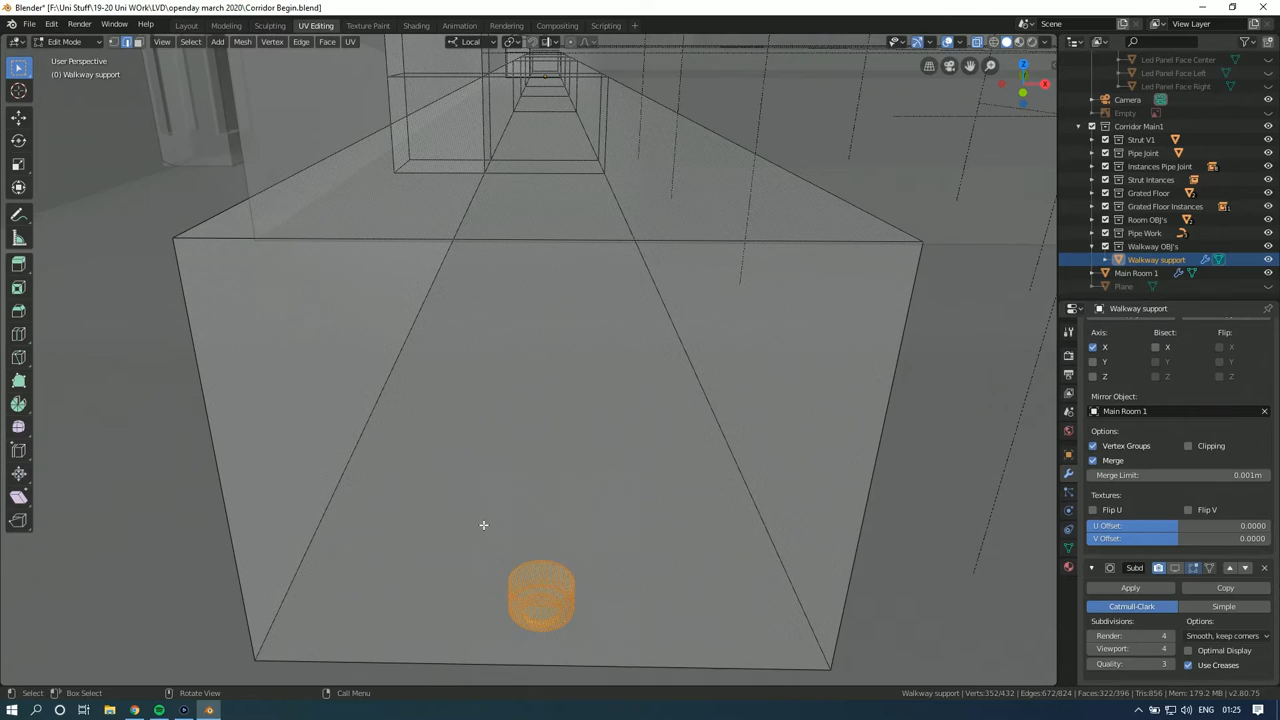 Blender* [F:\Uni Stuff\19-20 Uni WOrk\LVD\openday march 2020\Corridor Begin.blend]
File Edit Render Window Help Layout Modeling Sculpting UV Editing Texture Paint Shading Animation Rendering Compositing Scripting Scene View Layer
Edit Mode View Select Add Mesh Vertex Edge Face UV Local
User Perspective
(0) Walkway support
Led Panel Face Center
Led Panel Face Left
Led Panel Face Right
Camera
Empty
Corridor Main1
Strut V1
Pipe Joint
Instances Pipe Joint
Strut Intances
Grated Floor
Grated Floor Instances
Room OBJ's
Pipe Work
Walkway OBJ's
Walkway support
Main Room 1
Plane
Walkway support
Axis: Bisect: Flip:
X X X
Y Y Y
Z Z Z
Mirror Object:
Main Room 1
Options:
Vertex Groups Clipping
Merge
Merge Limit: 0.001m
Textures:
Flip U Flip V
U Offset: 0.0000
V Offset: 0.0000
Subd
Apply Copy
Catmull-Clark Simple
Subdivisions: Options:
Render: 4 Smooth, keep corners
Viewport: 4 Optimal Display
Quality: 3 Use Creases
Select Box Select Rotate View Call Menu Walkway support | Verts:352/432 | Edges:672/824 | Faces:322/396 | Tris:856 | Mem: 179.2 MB | v2.80.75
ENG 01:25